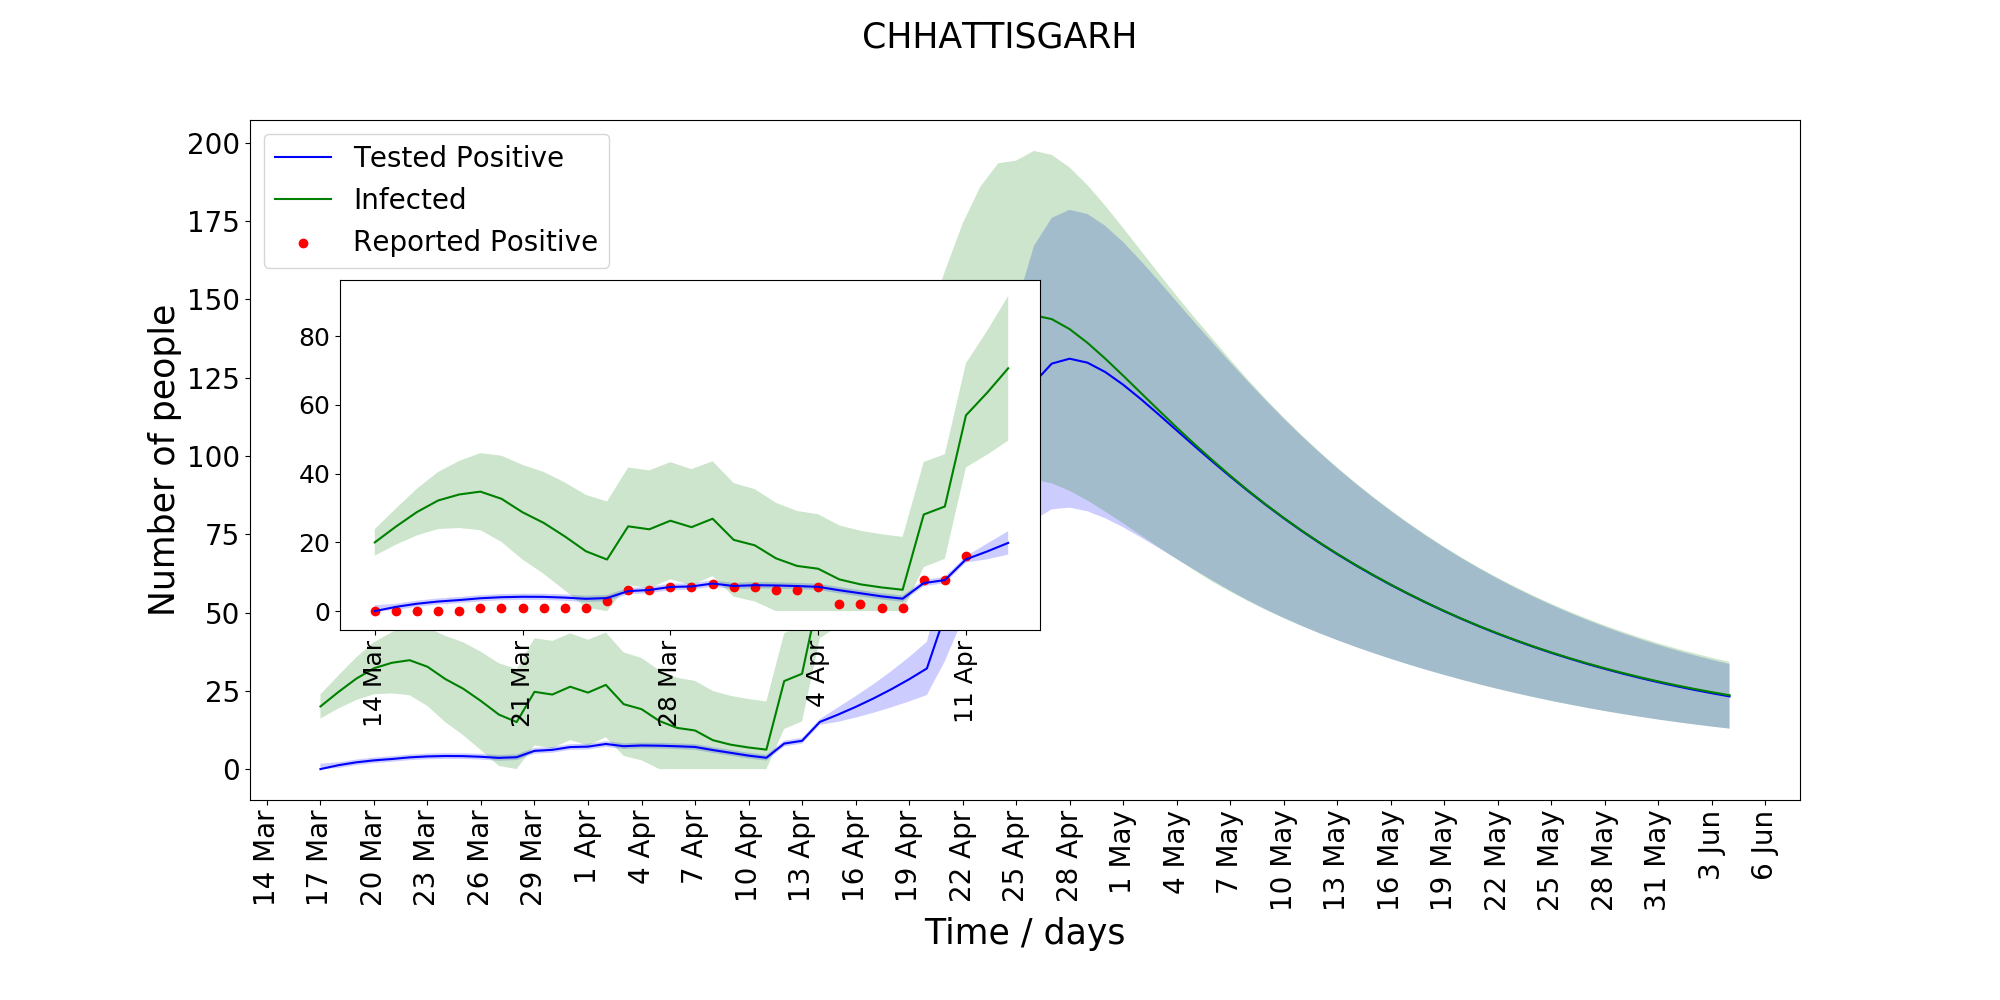 CHHATTISGARH
Tested Positive
Infected
Reported Positive
Number of people
200
175
150
125
100
75
50
25
0
80
60
40
20
0
14 Mar
21 Mar
28 Mar
4 Apr
11 Apr
14 Mar
17 Mar
20 Mar
23 Mar
26 Mar
29 Mar
1 Apr
4 Apr
7 Apr
10 Apr
13 Apr
16 Apr
19 Apr
22 Apr
25 Apr
28 Apr
1 May
4 May
7 May
10 May
13 May
16 May
19 May
22 May
25 May
28 May
31 May
3 Jun
6 Jun
Time / days